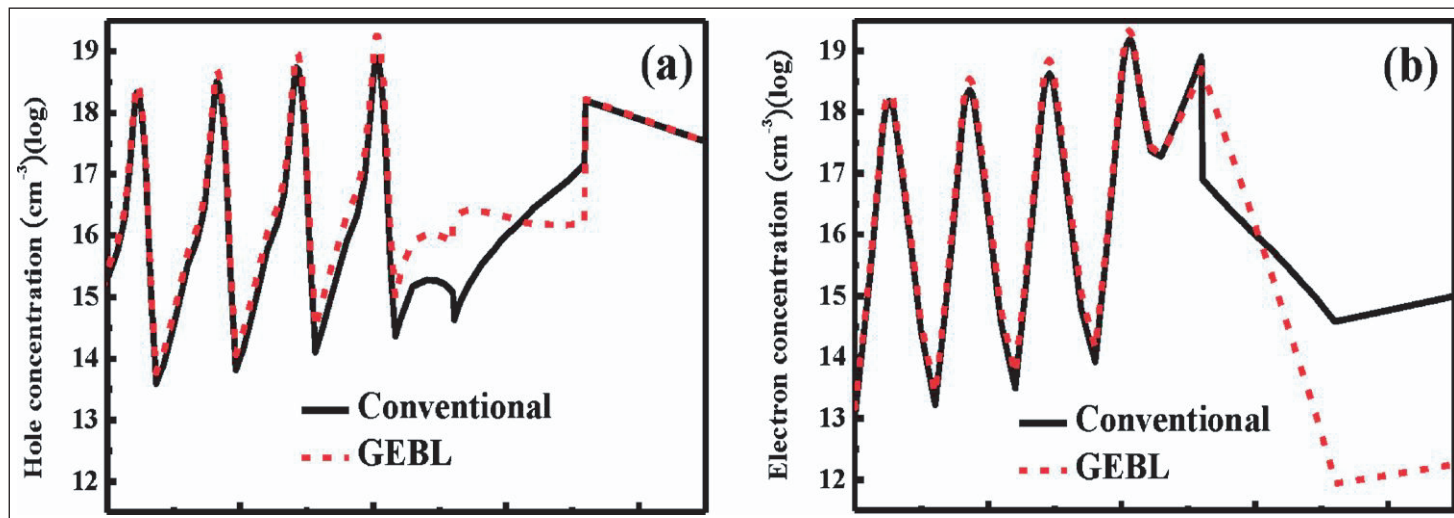 (a)
Hole concentration (cm⁻³)(log)
19
18
17
16
15
14
13
12
Conventional
GEBL
(b)
Electron concentration (cm⁻³)(log)
19
18
17
16
15
14
13
12
Conventional
GEBL